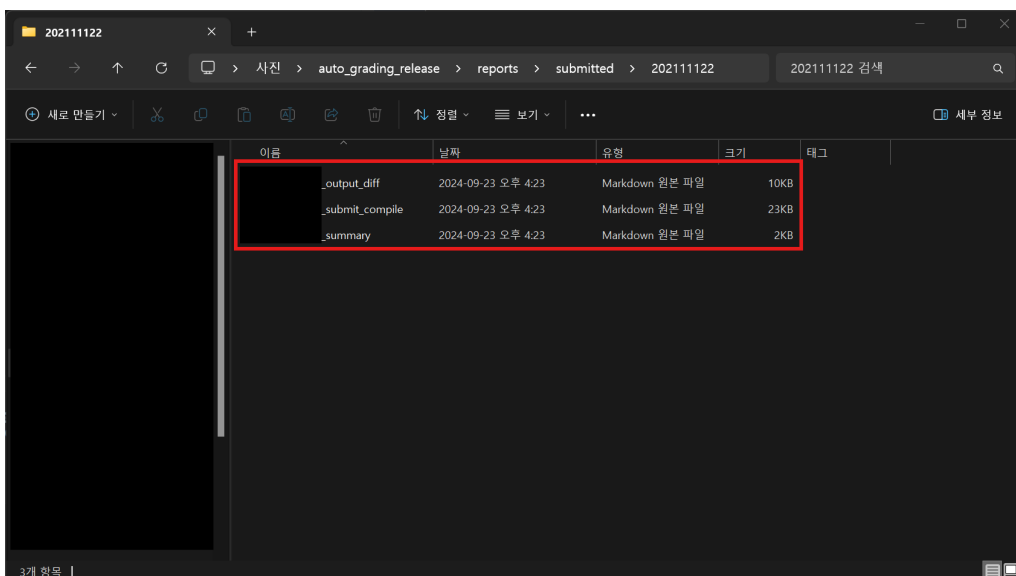 202111122
사진 > auto_grading_release > reports > submitted > 202111122
202111122 검색
새로 만들기
정렬
보기
세부 정보
이름 날짜 유형 크기 태그
_output_diff 2024-09-23 오후 4:23 Markdown 원본 파일 10KB
_submit_compile 2024-09-23 오후 4:23 Markdown 원본 파일 23KB
_summary 2024-09-23 오후 4:23 Markdown 원본 파일 2KB
3개 항목